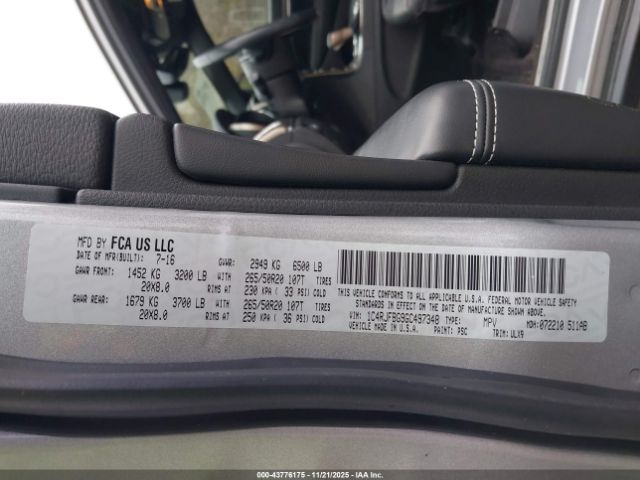 MFD BY FCA US LLC
DATE OF MFR(BUILT): 7-16 GVWR: 2949 KG 6500 LB
GAWR FRONT: 1452 KG 3200 LB WITH 265/50R20 107T TIRES
20X8.0 RIMS AT 230 KPA ( 33 PSI) COLD
GAWR REAR: 1679 KG 3700 LB WITH 265/50R20 107T TIRES
20X8.0 RIMS AT 250 KPA ( 36 PSI) COLD
THIS VEHICLE CONFORMS TO ALL APPLICABLE U.S.A. FEDERAL MOTOR VEHICLE SAFETY
STANDARDS IN EFFECT ON THE DATE OF MANUFACTURE SHOWN ABOVE.
VIN: TYPE: MPV MDH: 072210 511AB
MADE IN U.S.A. PAINT: PSC TRIM: ULX9
000-43776175 - 11/21/2025 - IAAI.com